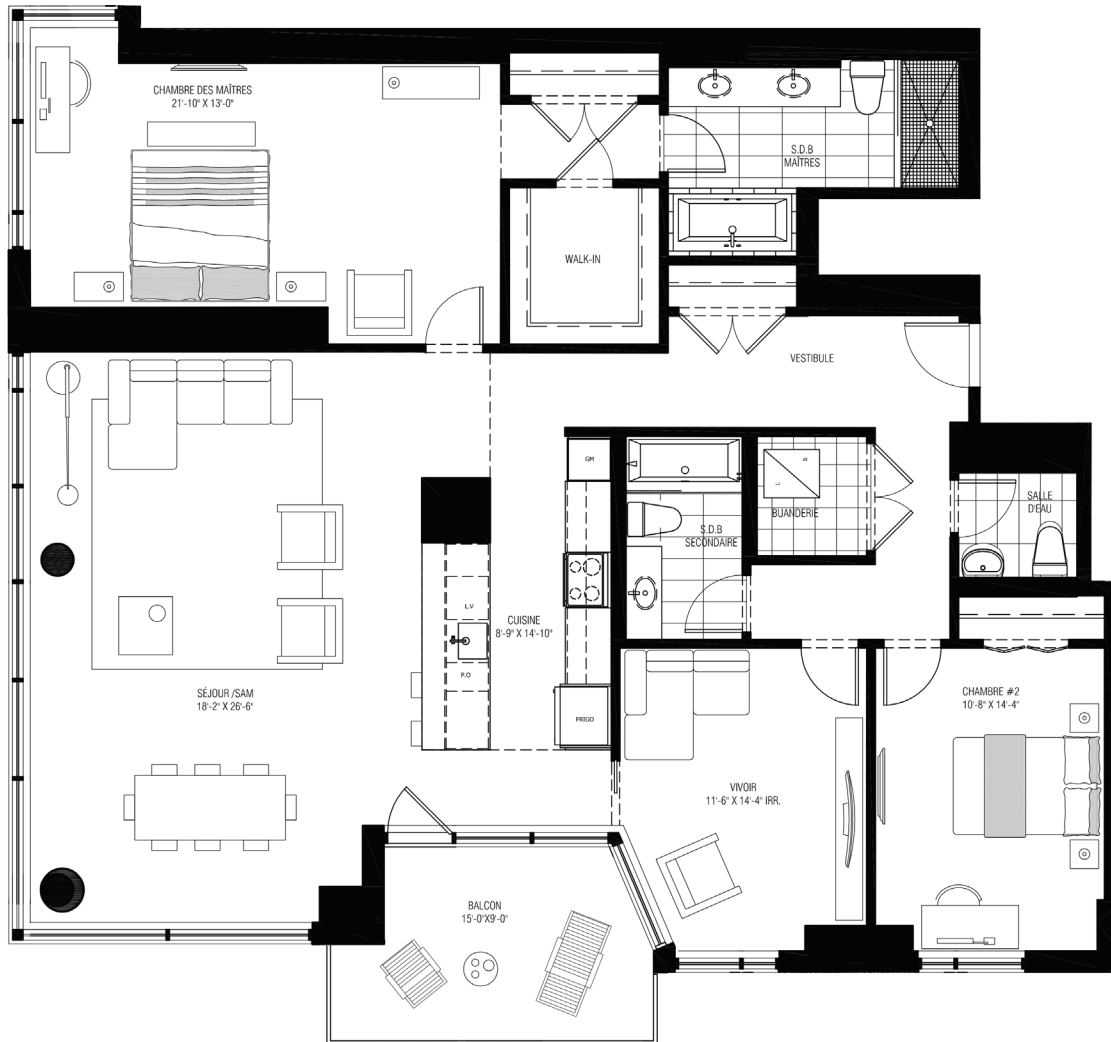 CHAMBRE DES MAÎTRES
21'-10" X 13'-0"
S.D.B
MAÎTRES
WALK-IN
VESTIBULE
GM
S
L
BUANDERIE
S.D.B
SECONDAIRE
SALLE
D'EAU
L.V
CUISINE
8'-9" X 14'-10"
P.O
FRIGO
SÉJOUR /SAM
18'-2" X 26'-6"
CHAMBRE #2
10'-8" X 14'-4"
VIVOIR
11'-6" X 14'-4" IRR.
BALCON
15'-0"X9'-0"